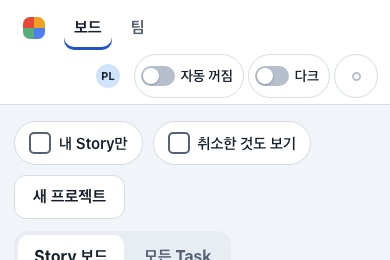 보드 팀
PL 자동 꺼짐 다크
내 Story만 취소한 것도 보기
새 프로젝트
Story 보드 모든 Task